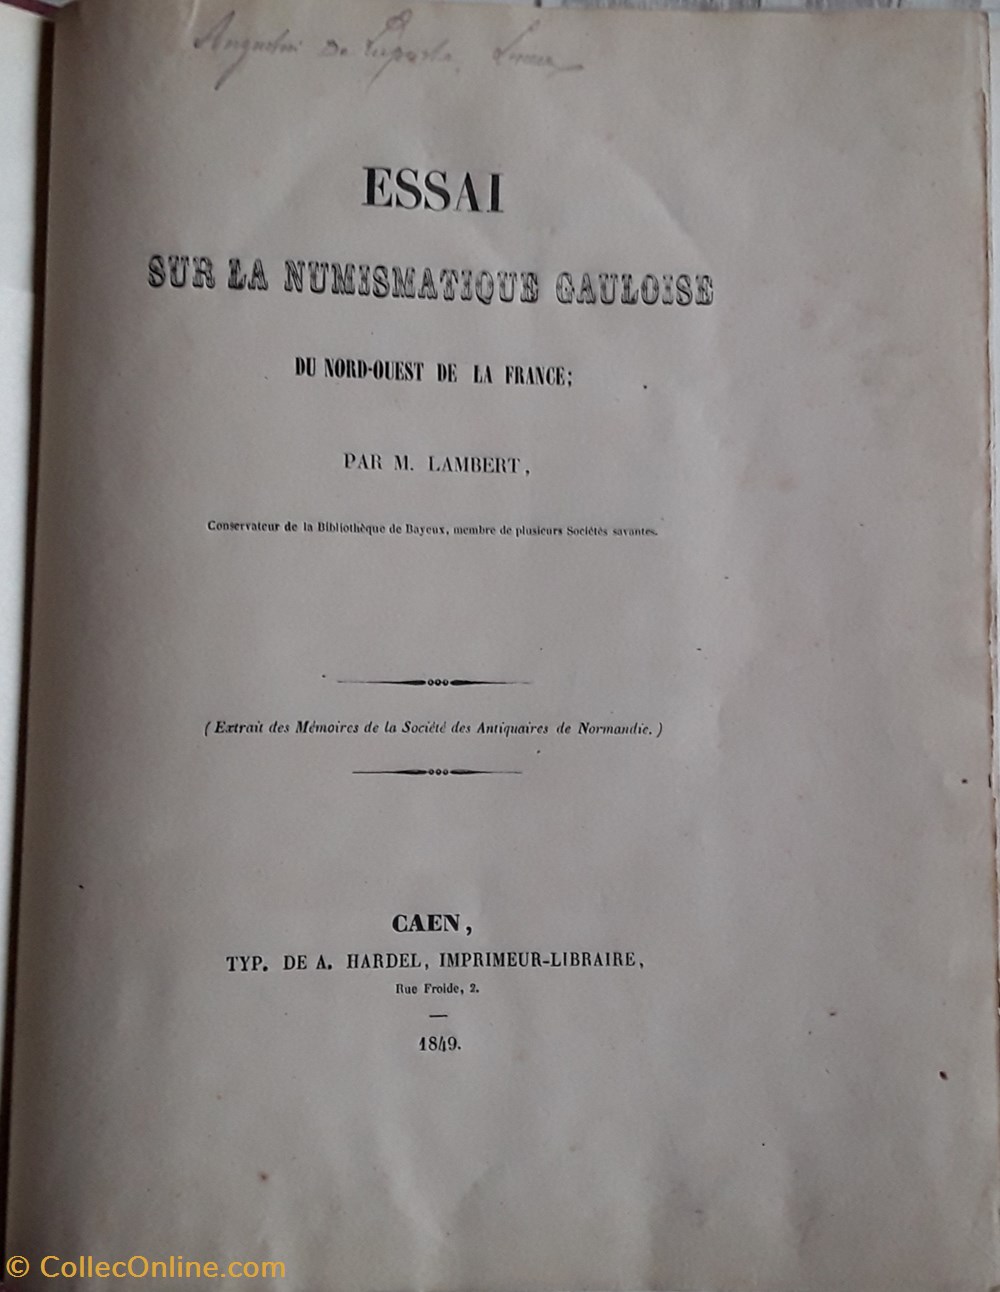 ESSAI
SUR LA NUMISMATIQUE GAULOISE
DU NORD-OUEST DE LA FRANCE;
PAR M. LAMBERT,
Conservateur de la Bibliothèque de Bayeux, membre de plusieurs Sociétés savantes.
( Extrait des Mémoires de la Société des Antiquaires de Normandie. )
CAEN,
TYP. DE A. HARDEL, IMPRIMEUR-LIBRAIRE,
Rue Froide, 2.
1849.
© CollecOnline.com